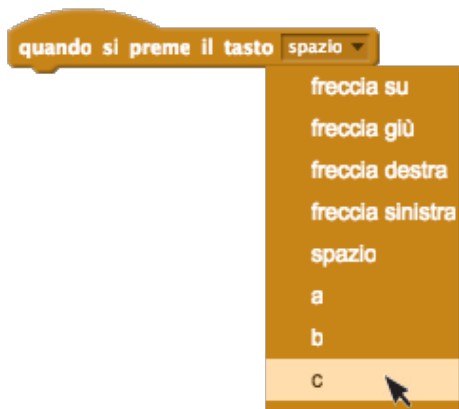 quando si preme il tasto spazio
freccia su
freccia giù
freccia destra
freccia sinistra
spazio
a
b
c